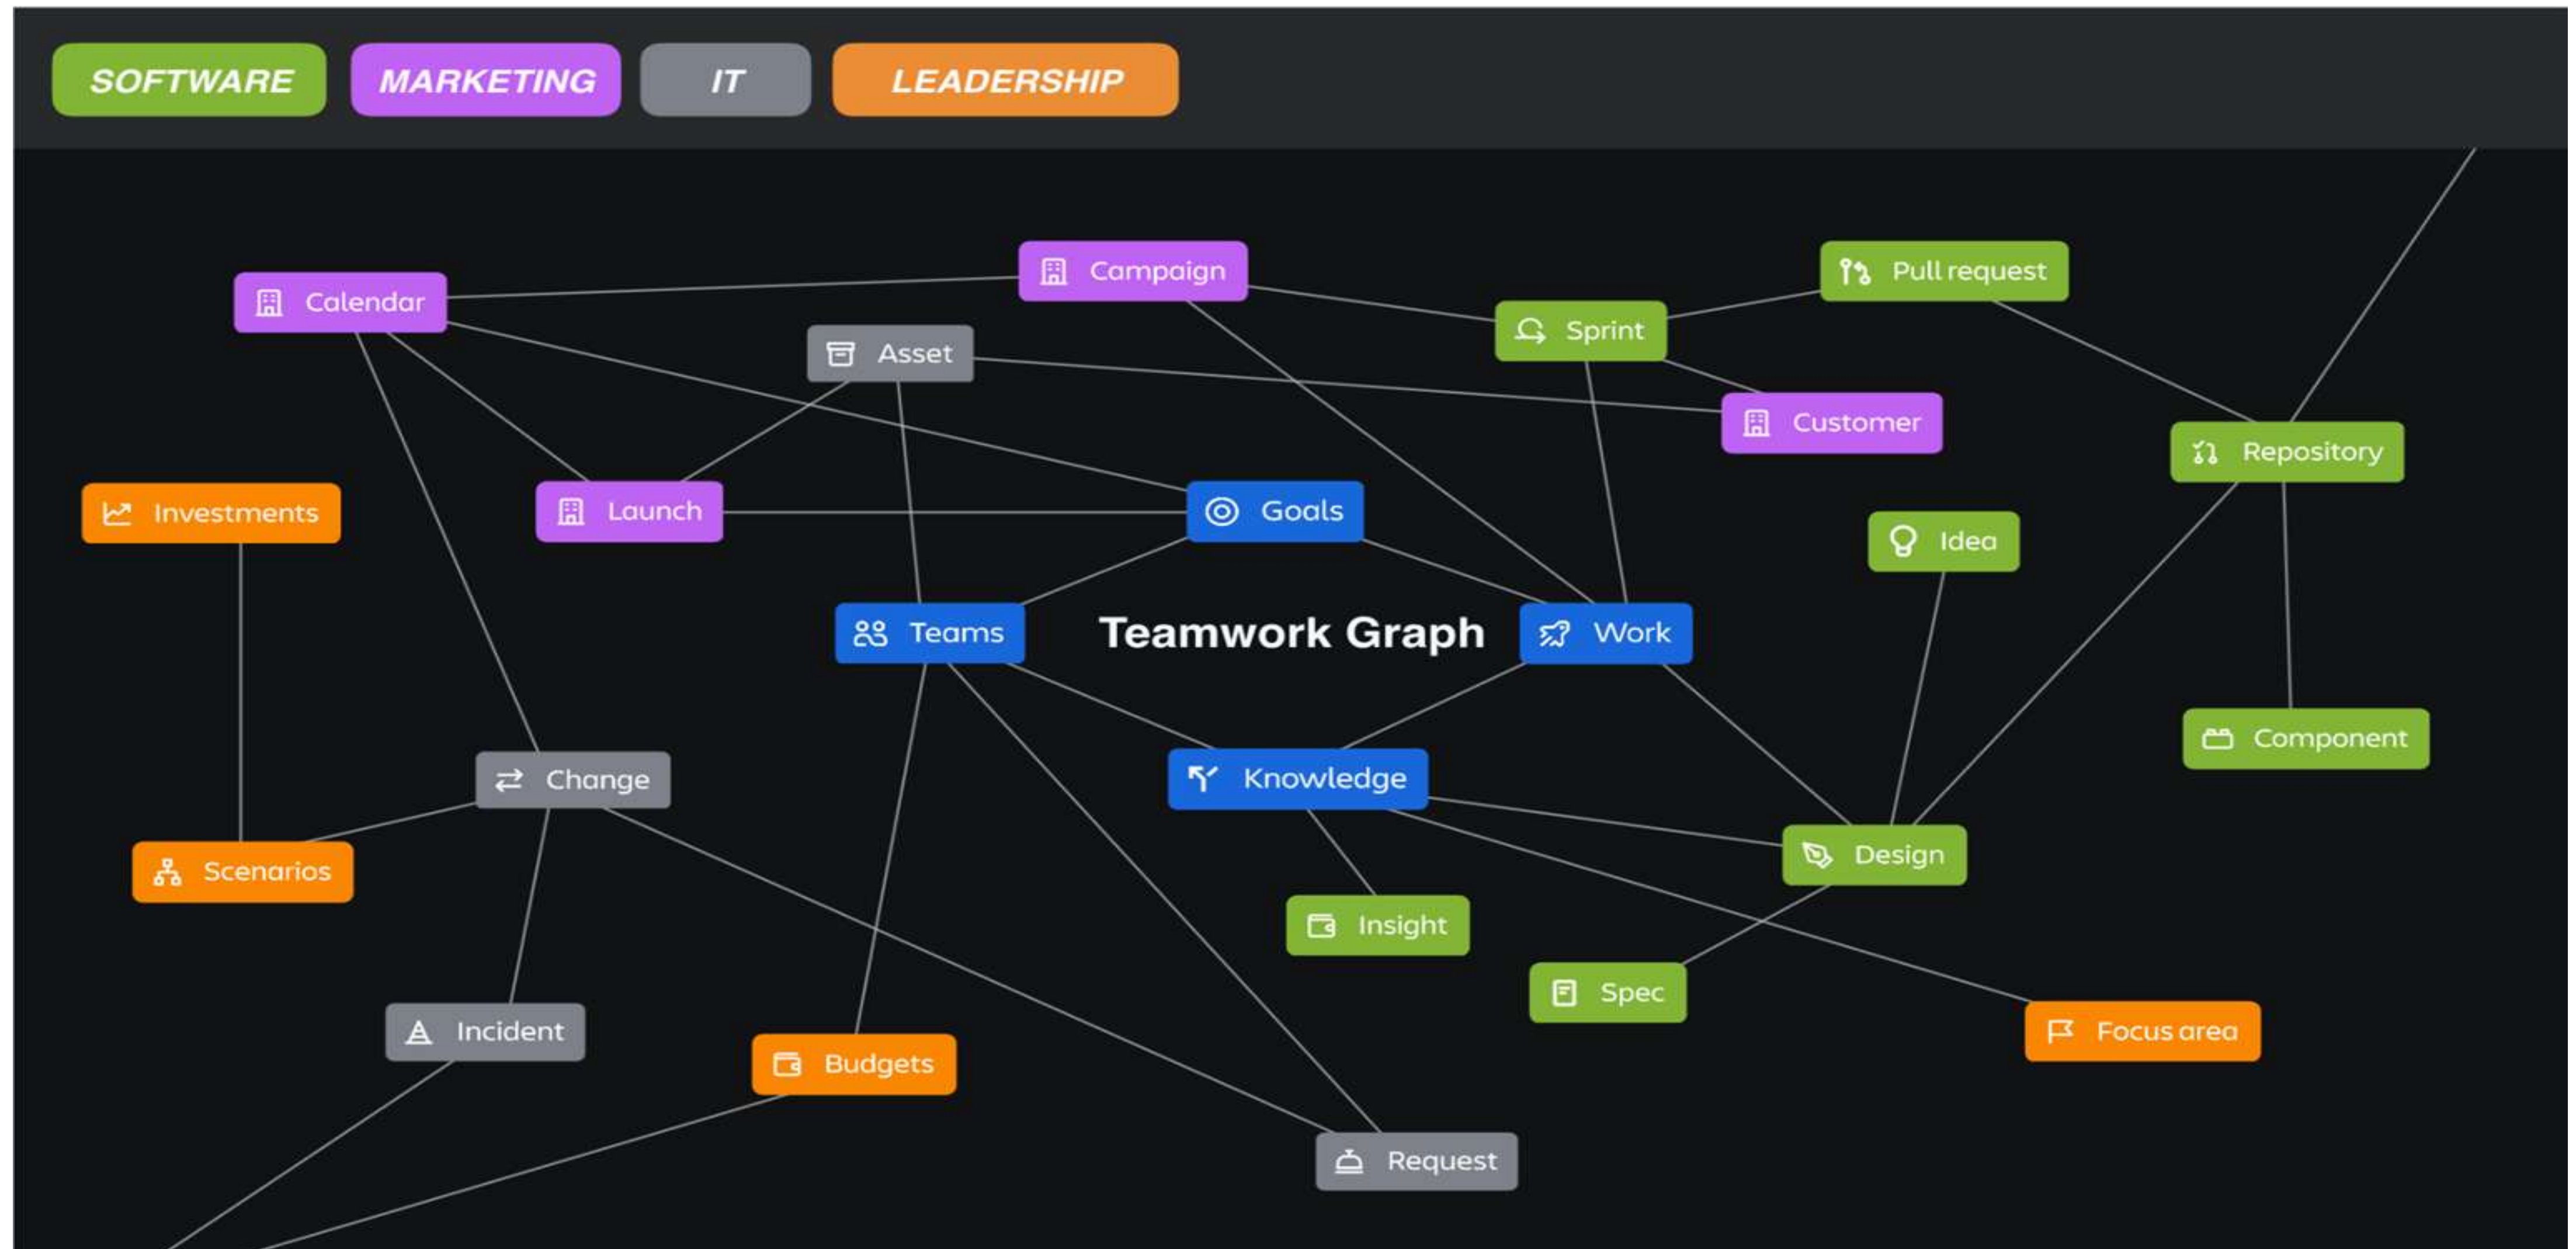 SOFTWARE
MARKETING
IT
LEADERSHIP
Campaign
Pull request
Calendar
Sprint
Asset
Customer
Repository
Investments
Launch
Goals
Idea
Teams
Teamwork Graph
Work
Component
Change
Knowledge
Design
Scenarios
Insight
Spec
Incident
Focus area
Budgets
Request